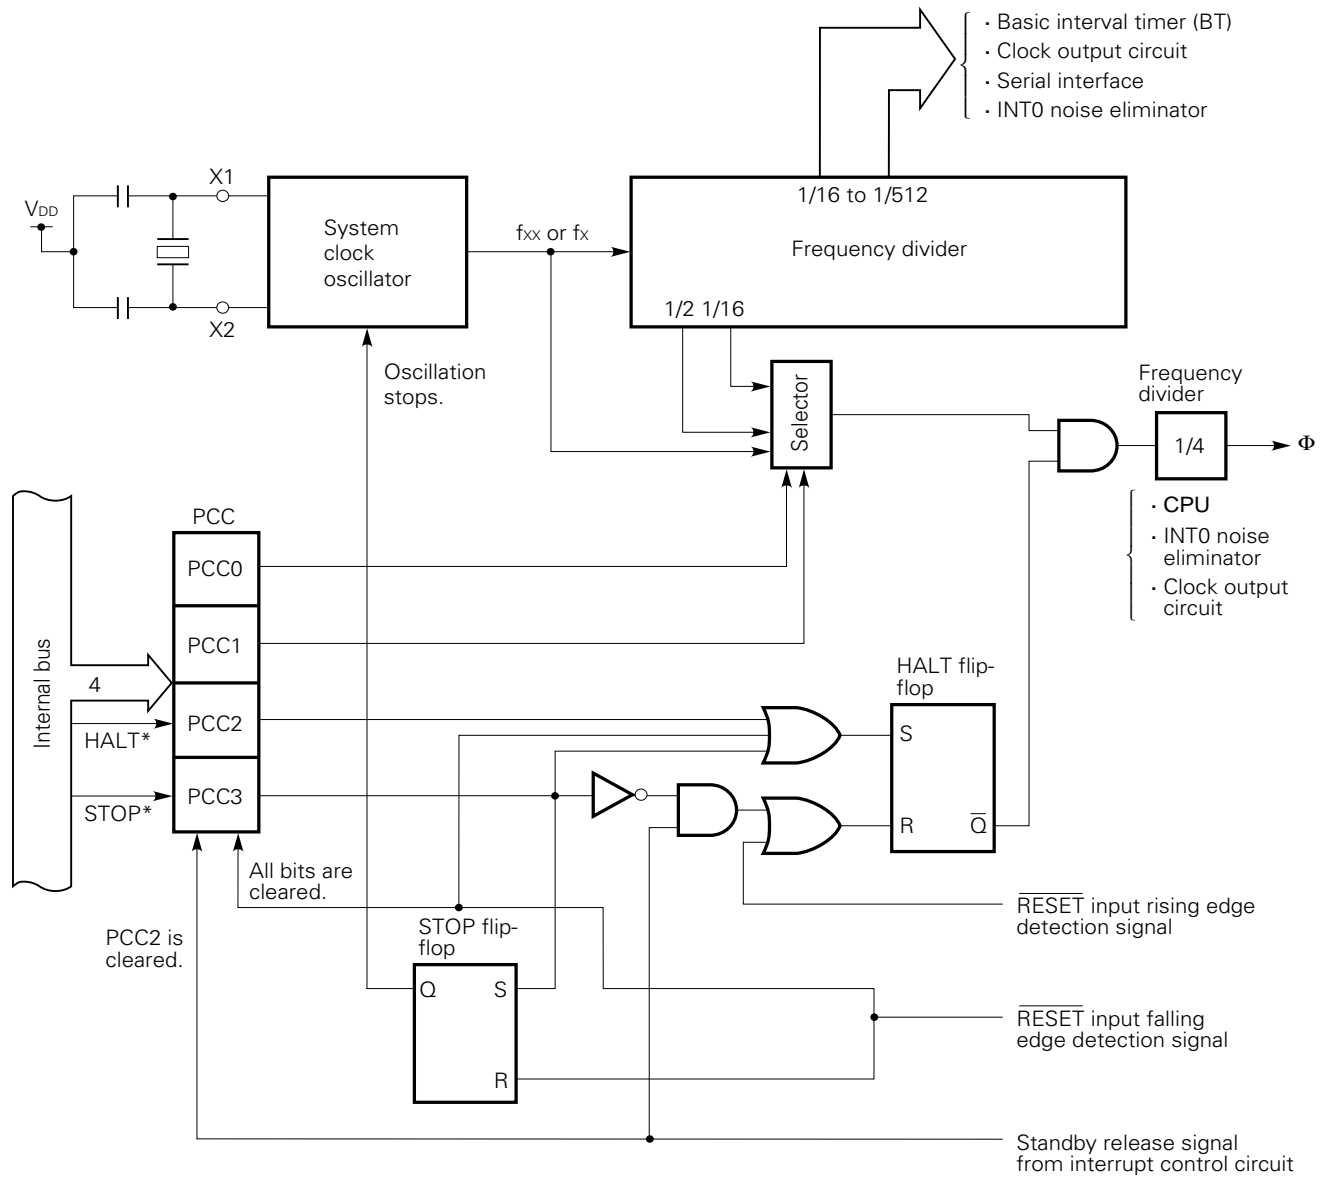 · Basic interval timer (BT)
· Clock output circuit
· Serial interface
· INT0 noise eliminator
X1
VDD
System
clock
oscillator
fXX or fX
1/16 to 1/512
Frequency divider
1/2 1/16
X2
Oscillation
stops.
Selector
Frequency
divider
1/4
Φ
· CPU
· INT0 noise
eliminator
· Clock output
circuit
PCC
PCC0
PCC1
PCC2
PCC3
Internal bus
4
HALT*
STOP*
HALT flip-
flop
S
R
Q̅
All bits are
cleared.
PCC2 is
cleared.
STOP flip-
flop
Q
S
R
R̅E̅S̅E̅T̅ input rising edge
detection signal
R̅E̅S̅E̅T̅ input falling
edge detection signal
Standby release signal
from interrupt control circuit